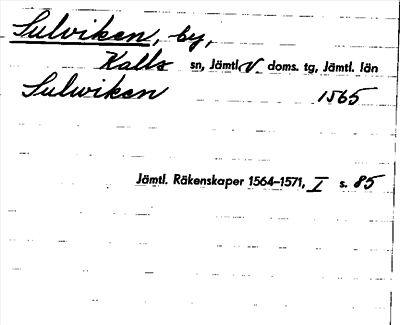 Sulviken, by,
Kalls sn, Jämtl. V. doms. tg, Jämtl. län
Sulwiken 1565
Jämtl. Räkenskaper 1564–1571, I s. 85